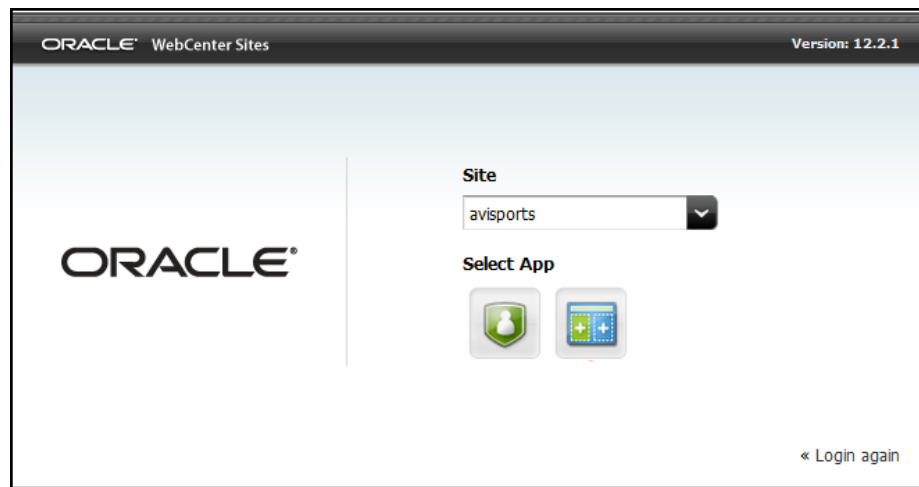 ORACLE® WebCenter Sites
Version: 12.2.1
Site
avisports
ORACLE®
Select App
« Login again